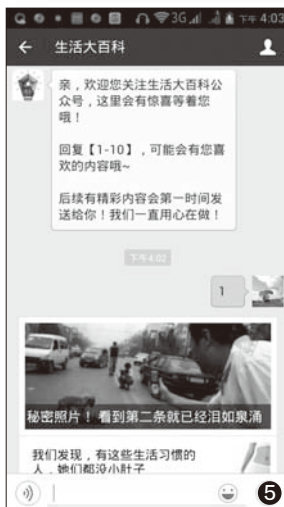 3G 下午 4:03
生活大百科
亲，欢迎您关注生活大百科公
众号，这里会有惊喜等着您
哦！
回复【1-10】，可能会有您喜
欢的内容哦~
后续有精彩内容会第一时间发
送给你！我们一直用心在做！
下午4:02
1
秘密照片！ 看到第二条就已经泪如泉涌
我们发现，有这些生活习惯的
人，她们都没小肚子
5